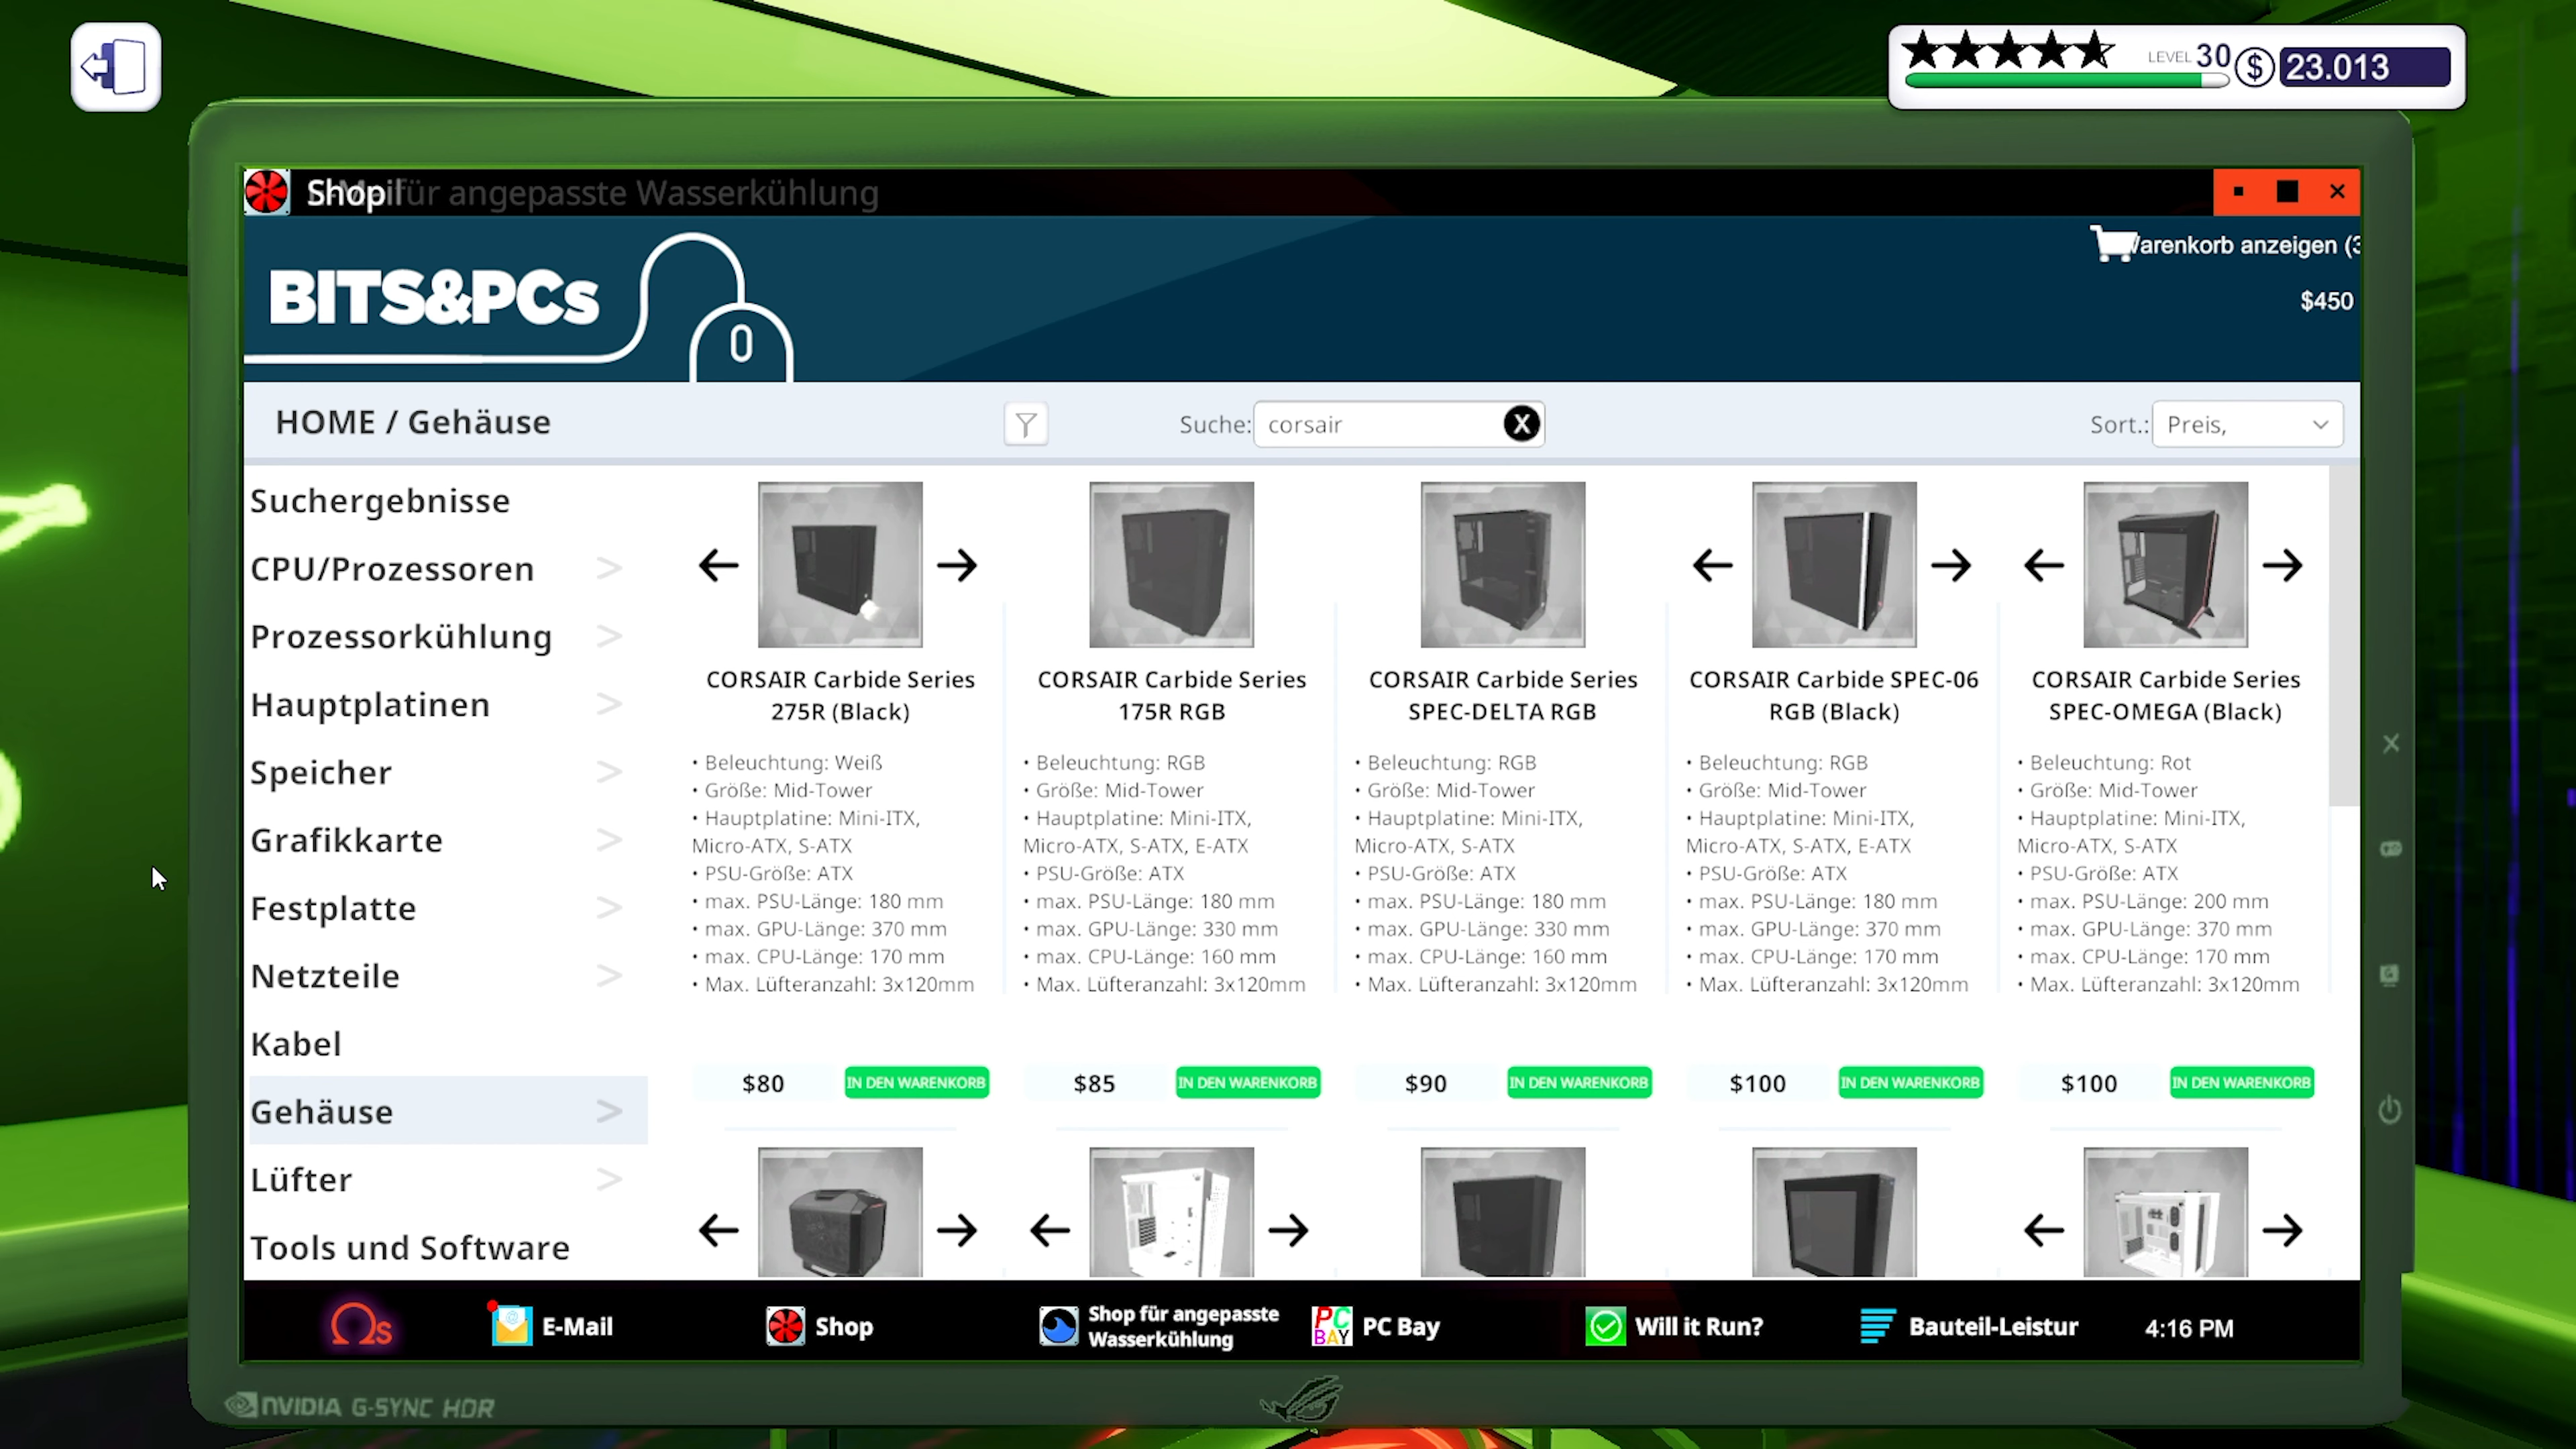 LEVEL 30 $ 23.013
Shop
für angepasste Wasserkühlung
arenkorb anzeigen (3
$450
BITS&PCs
HOME / Gehäuse
Suche: corsair X
Sort.: Preis,
Suchergebnisse
CPU/Prozessoren >
Prozessorkühlung >
Hauptplatinen >
Speicher >
Grafikkarte >
Festplatte >
Netzteile >
Kabel
Gehäuse >
Lüfter >
Tools und Software
CORSAIR Carbide Series
275R (Black)
• Beleuchtung: Weiß
• Größe: Mid-Tower
• Hauptplatine: Mini-ITX,
Micro-ATX, S-ATX
• PSU-Größe: ATX
• max. PSU-Länge: 180 mm
• max. GPU-Länge: 370 mm
• max. CPU-Länge: 170 mm
• Max. Lüfteranzahl: 3x120mm
$80 IN DEN WARENKORB
CORSAIR Carbide Series
175R RGB
• Beleuchtung: RGB
• Größe: Mid-Tower
• Hauptplatine: Mini-ITX,
Micro-ATX, S-ATX, E-ATX
• PSU-Größe: ATX
• max. PSU-Länge: 180 mm
• max. GPU-Länge: 330 mm
• max. CPU-Länge: 160 mm
• Max. Lüfteranzahl: 3x120mm
$85 IN DEN WARENKORB
CORSAIR Carbide Series
SPEC-DELTA RGB
• Beleuchtung: RGB
• Größe: Mid-Tower
• Hauptplatine: Mini-ITX,
Micro-ATX, S-ATX
• PSU-Größe: ATX
• max. PSU-Länge: 180 mm
• max. GPU-Länge: 330 mm
• max. CPU-Länge: 160 mm
• Max. Lüfteranzahl: 3x120mm
$90 IN DEN WARENKORB
CORSAIR Carbide SPEC-06
RGB (Black)
• Beleuchtung: RGB
• Größe: Mid-Tower
• Hauptplatine: Mini-ITX,
Micro-ATX, S-ATX, E-ATX
• PSU-Größe: ATX
• max. PSU-Länge: 180 mm
• max. GPU-Länge: 370 mm
• max. CPU-Länge: 170 mm
• Max. Lüfteranzahl: 3x120mm
$100 IN DEN WARENKORB
CORSAIR Carbide Series
SPEC-OMEGA (Black)
• Beleuchtung: Rot
• Größe: Mid-Tower
• Hauptplatine: Mini-ITX,
Micro-ATX, S-ATX
• PSU-Größe: ATX
• max. PSU-Länge: 200 mm
• max. GPU-Länge: 370 mm
• max. CPU-Länge: 170 mm
• Max. Lüfteranzahl: 3x120mm
$100 IN DEN WARENKORB
Ωs
E-Mail
Shop
Shop für angepasste
Wasserkühlung
PC
BAY
PC Bay
Will it Run?
Bauteil-Leistur
4:16 PM
NVIDIA G-SYNC HDR